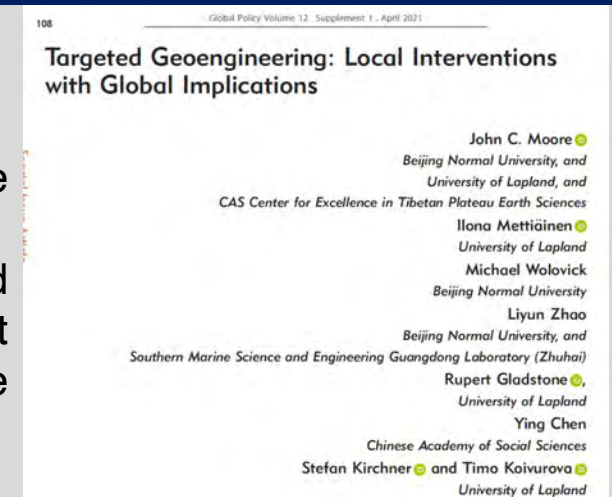 108
Global Policy Volume 12 . Supplement 1 . April 2021
Targeted Geoengineering: Local Interventions
with Global Implications
John C. Moore
Beijing Normal University, and
University of Lapland, and
CAS Center for Excellence in Tibetan Plateau Earth Sciences
Ilona Mettiäinen
University of Lapland
Michael Wolovick
Beijing Normal University
Liyun Zhao
Beijing Normal University, and
Southern Marine Science and Engineering Guangdong Laboratory (Zhuhai)
Rupert Gladstone,
University of Lapland
Ying Chen
Chinese Academy of Social Sciences
Stefan Kirchner and Timo Koivurova
University of Lapland